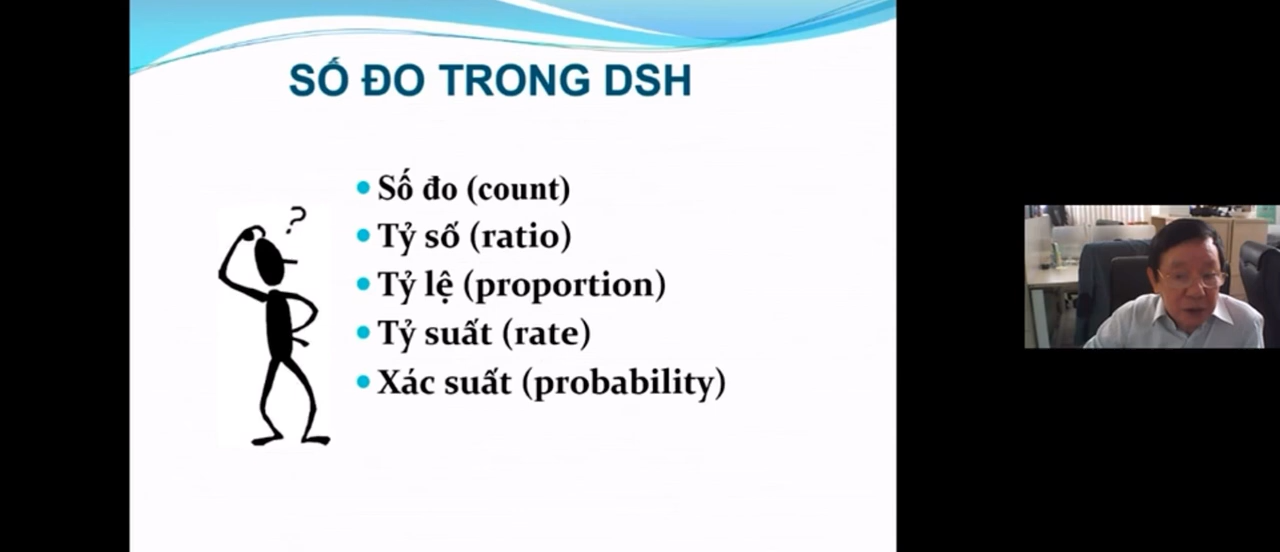 SỐ ĐO TRONG DSH
Số đo (count)
Tỷ số (ratio)
Tỷ lệ (proportion)
Tỷ suất (rate)
Xác suất (probability)
?